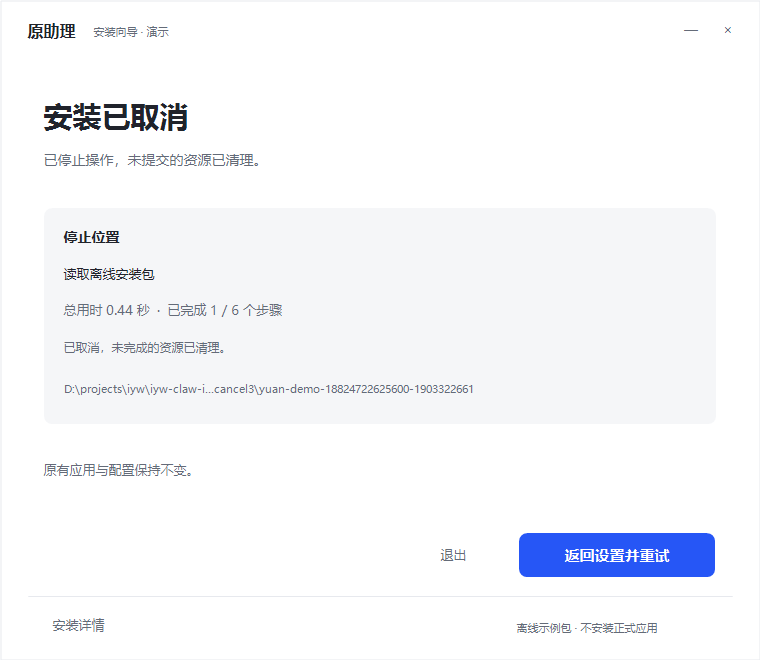 原助理 安装向导 · 演示
— ×
安装已取消
已停止操作，未提交的资源已清理。
停止位置
读取离线安装包
总用时 0.44 秒 · 已完成 1 / 6 个步骤
已取消，未完成的资源已清理。
D:\projects\iyw\iyw-claw-i...cancel3\yuan-demo-18824722625600-1903322661
原有应用与配置保持不变。
退出 返回设置并重试
安装详情 离线示例包 · 不安装正式应用